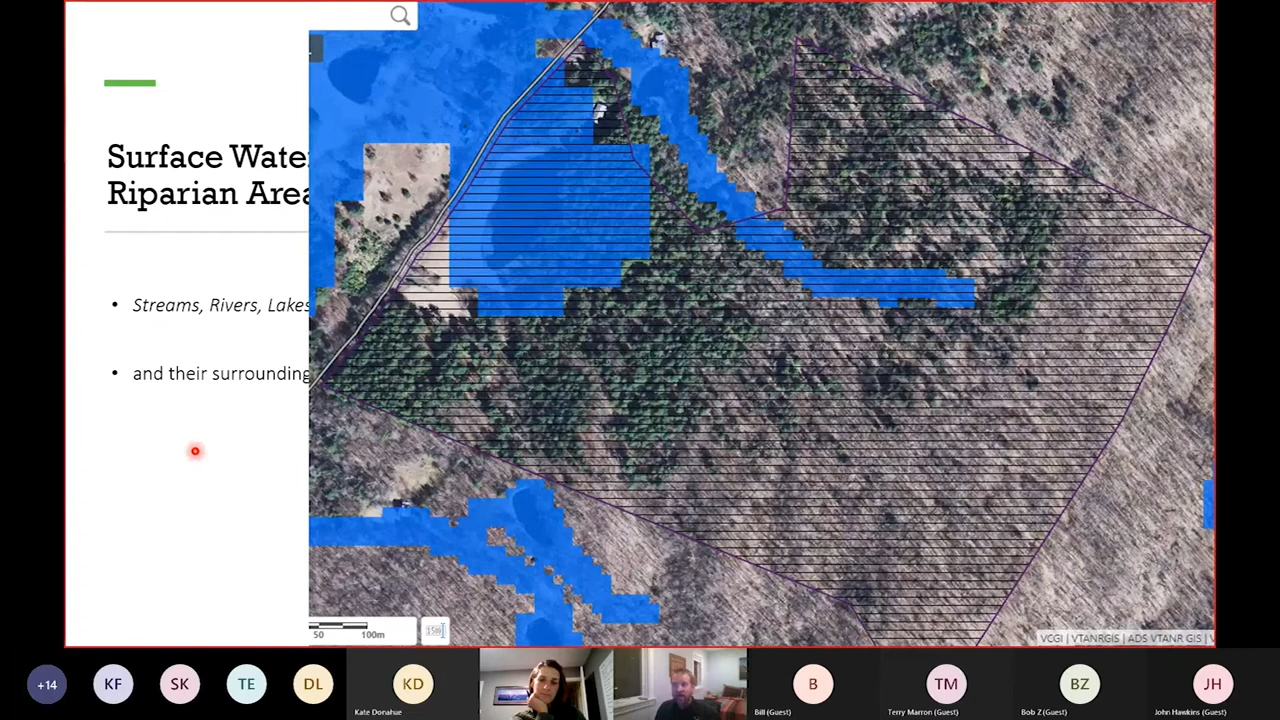 Surface Wate
Riparian Area
• Streams, Rivers, Lakes
• and their surrounding
50 100m
VCGI | VTANRGIS | ADS VTANR GIS | V
+14
KF
SK
TE
DL
KD
Kate Donahue
B
Bill (Guest)
TM
Terry Marron (Guest)
BZ
Bob Z (Guest)
JH
John Hawkins (Guest)